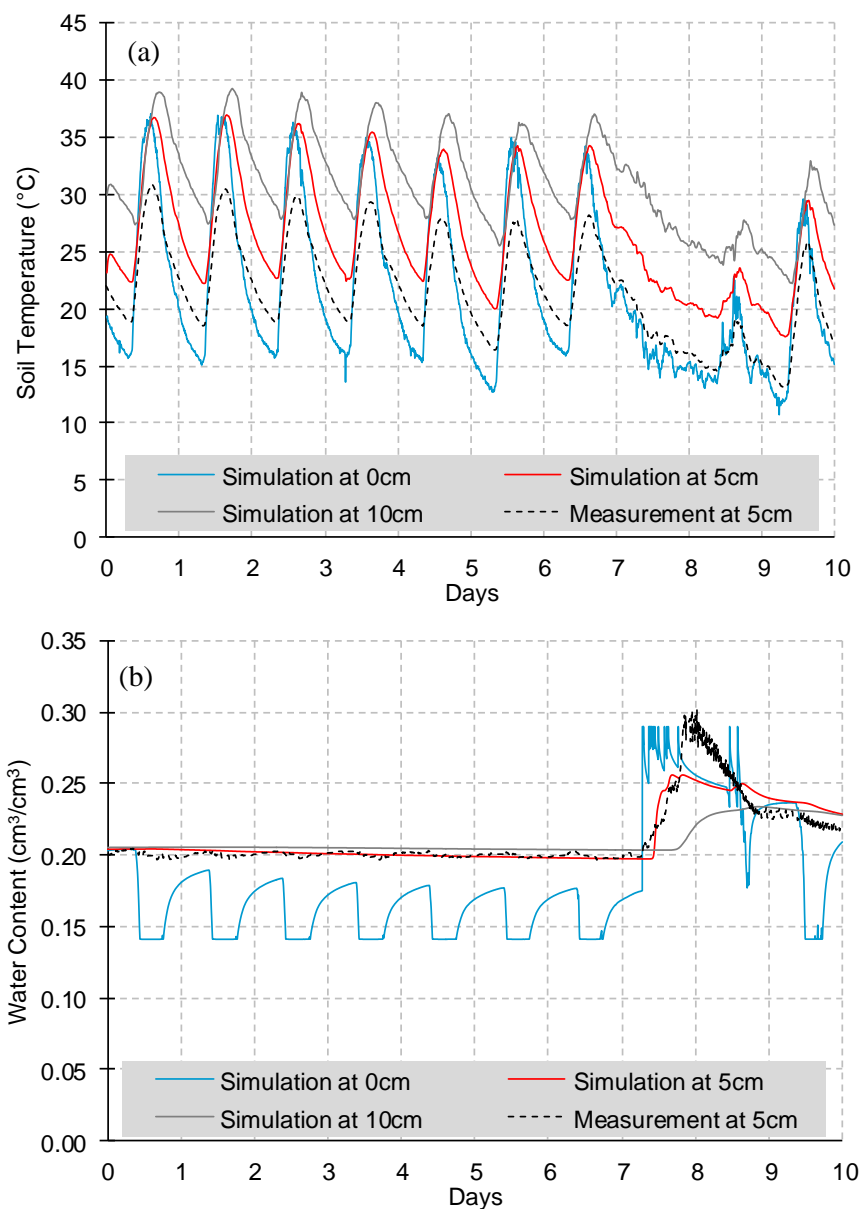 (a)
Soil Temperature (°C)
45
40
35
30
25
20
15
10
5
0
Simulation at 0cm
Simulation at 5cm
Simulation at 10cm
Measurement at 5cm
0 1 2 3 4 5 6 7 8 9 10
Days
(b)
Water Content (cm³/cm³)
0.35
0.30
0.25
0.20
0.15
0.10
0.05
0.00
Simulation at 0cm
Simulation at 5cm
Simulation at 10cm
Measurement at 5cm
0 1 2 3 4 5 6 7 8 9 10
Days